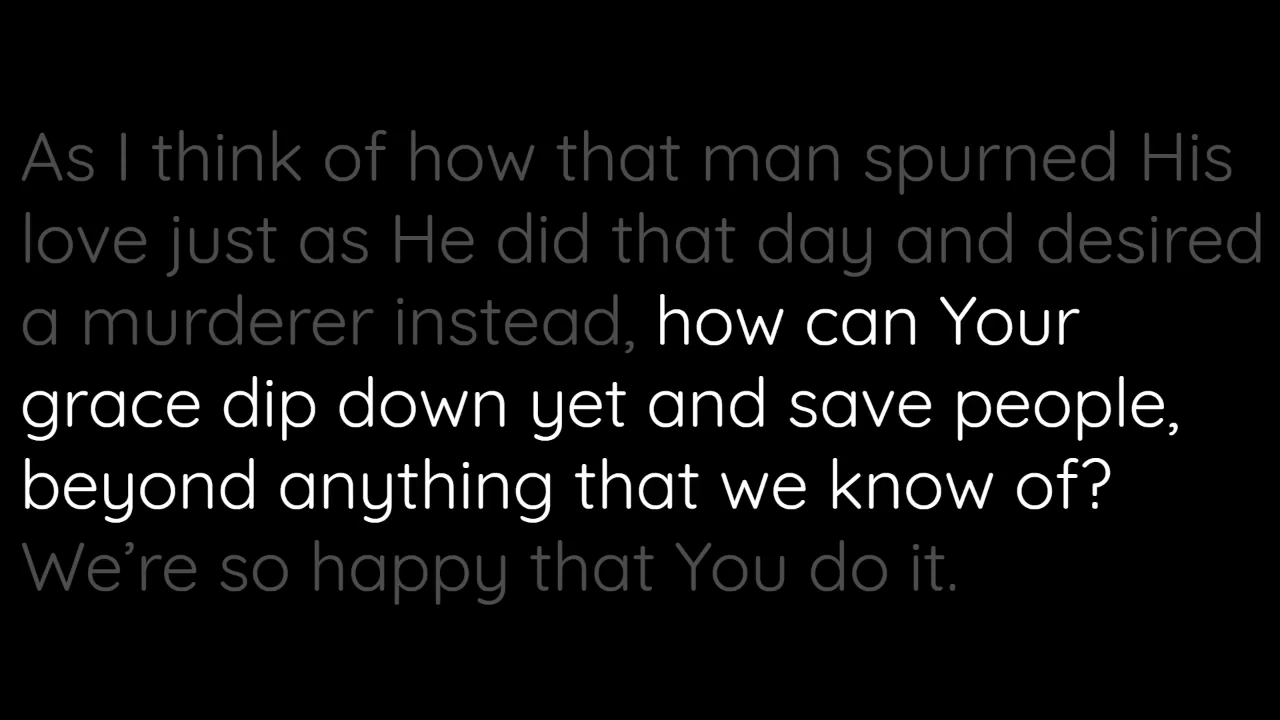 As I think of how that man spurned His
love just as He did that day and desired
a murderer instead, how can Your
grace dip down yet and save people,
beyond anything that we know of?
We’re so happy that You do it.